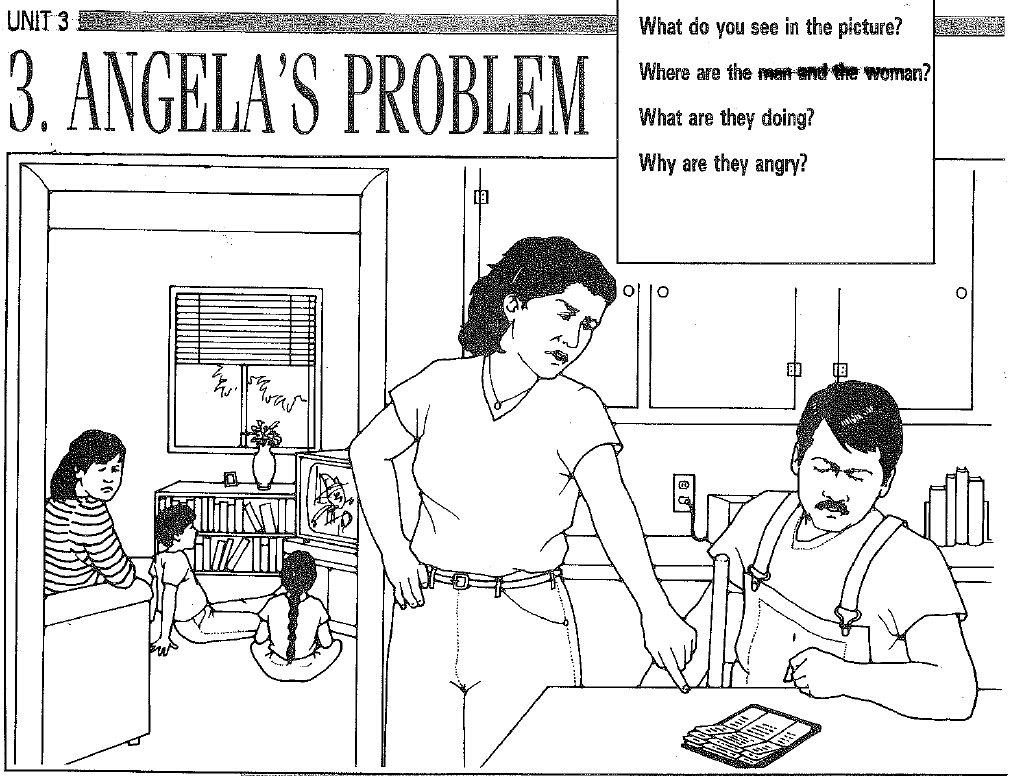 UNIT 3
3. ANGELA'S PROBLEM
What do you see in the picture?
Where are the man and the woman?
What are they doing?
Why are they angry?